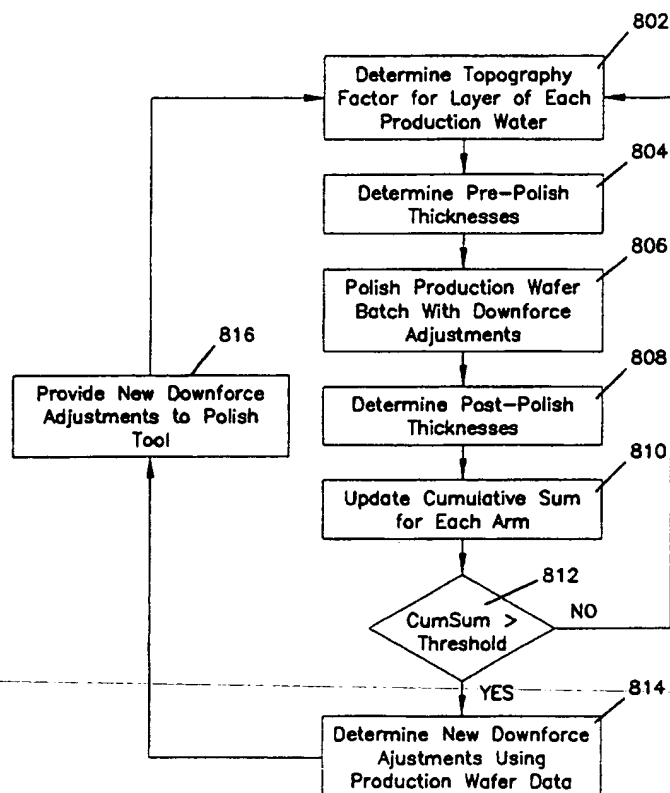 802
Determine Topography
Factor for Layer of Each
Production Water
804
Determine Pre-Polish
Thicknesses
806
Polish Production Wafer
Batch With Downforce
Adjustments
816
Provide New Downforce
Adjustments to Polish
Tool
808
Determine Post-Polish
Thicknesses
810
Update Cumulative Sum
for Each Arm
812
CumSum >
Threshold
NO
YES
814
Determine New Downforce
Ajustments Using
Production Wafer Data